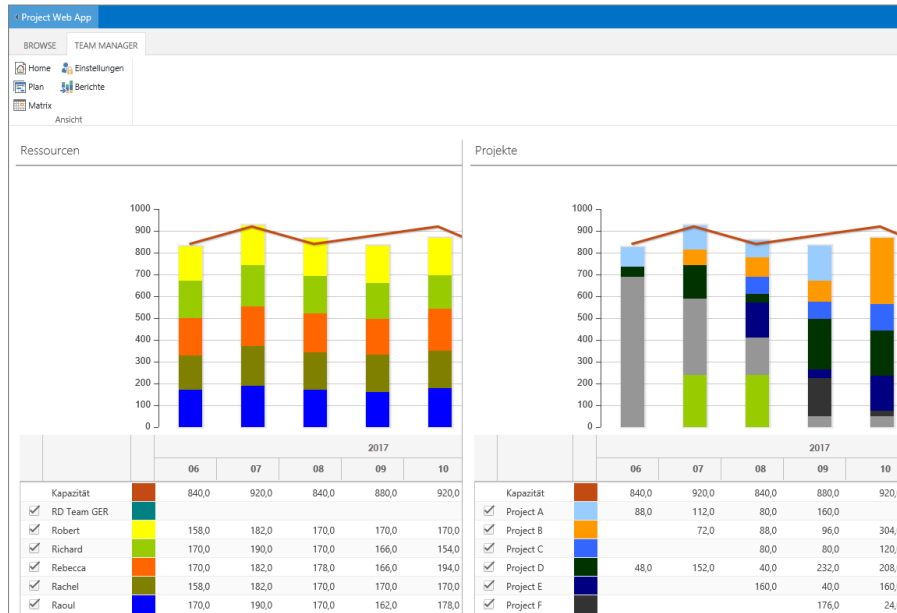 Project Web App
BROWSE TEAM MANAGER
Home Einstellungen
Plan Berichte
Matrix
Ansicht
Ressourcen Projekte
1000 1000
900 900
800 800
700 700
600 600
500 500
400 400
300 300
200 200
100 100
0 0
2017 2017
06 07 08 09 10 06 07 08 09 10
Kapazität 840,0 920,0 840,0 880,0 920,0 Kapazität 840,0 920,0 840,0 880,0 920,
RD Team GER Project A 88,0 112,0 80,0 160,0
Robert 158,0 182,0 170,0 170,0 170,0 Project B 72,0 88,0 96,0 304,
Richard 170,0 190,0 170,0 166,0 154,0 Project C 80,0 80,0 120,
Rebecca 170,0 182,0 178,0 166,0 194,0 Project D 48,0 152,0 40,0 232,0 208,
Rachel 158,0 182,0 170,0 170,0 170,0 Project E 160,0 40,0 160,
Raoul 170,0 190,0 170,0 162,0 178,0 Project F 176,0 24,